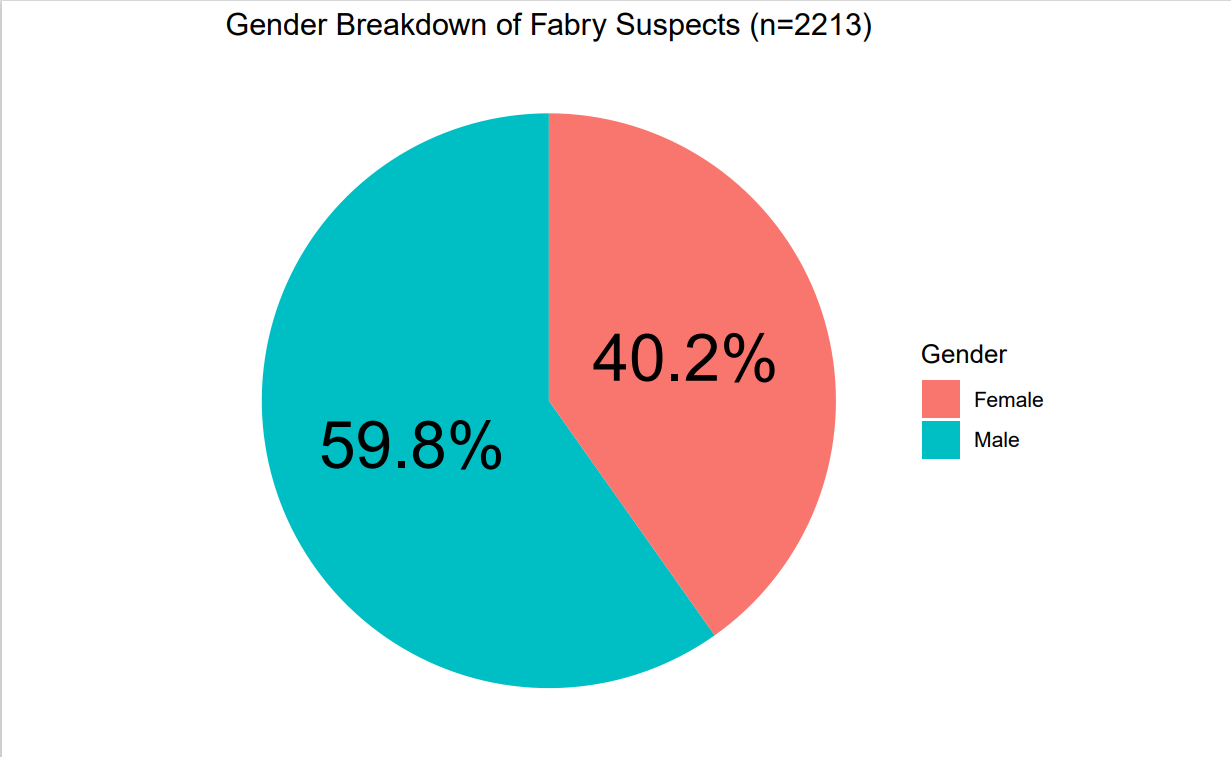 Gender Breakdown of Fabry Suspects (n=2213)
40.2%
59.8%
Gender
Female
Male